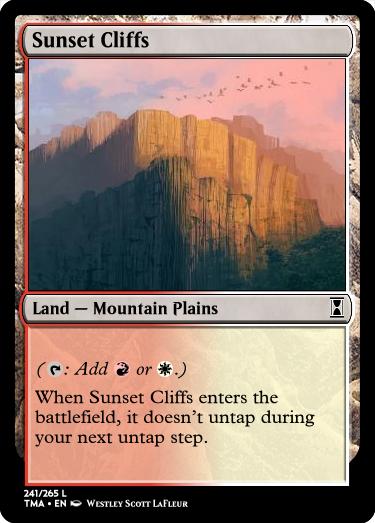 Sunset Cliffs
Land — Mountain Plains
(: Add or .)
When Sunset Cliffs enters the
battlefield, it doesn't untap during
your next untap step.
241/265 L
TMA • EN Westley Scott LaFleur